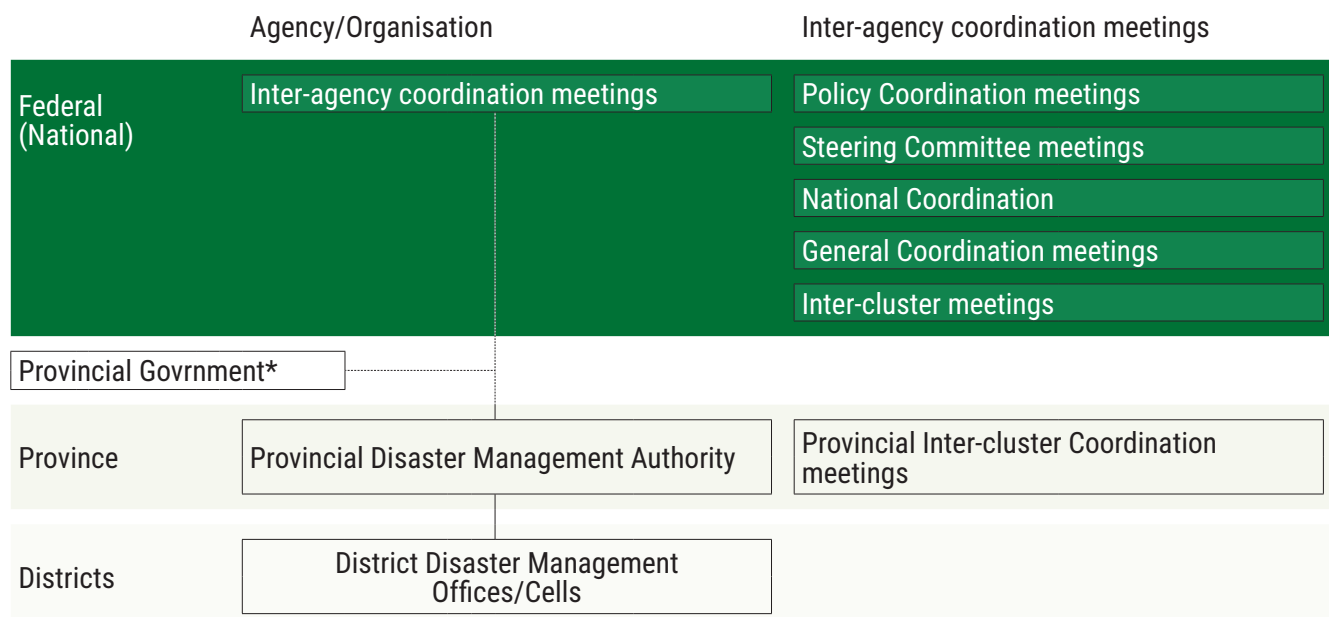 Agency/Organisation
Inter-agency coordination meetings
Federal
(National)
Inter-agency coordination meetings
Policy Coordination meetings
Steering Committee meetings
National Coordination
General Coordination meetings
Inter-cluster meetings
Provincial Govrnment*
Province
Provincial Disaster Management Authority
Provincial Inter-cluster Coordination
meetings
Districts
District Disaster Management
Offices/Cells